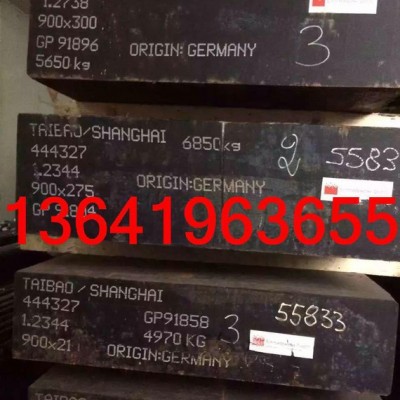 1.2738
900x300
GP 91896
5650 kg
ORIGIN:GERMANY
3
TAIBAO/SHANGHAI
6850 kg
444327
1.2344
900x275
ORIGIN:GERMANY
2
5583
13641963655
TAIBAO / SHANGHAI
444327
1.2344
900x21
GP91858
4970 KG
ORIGIN:GERMANY
3
55833